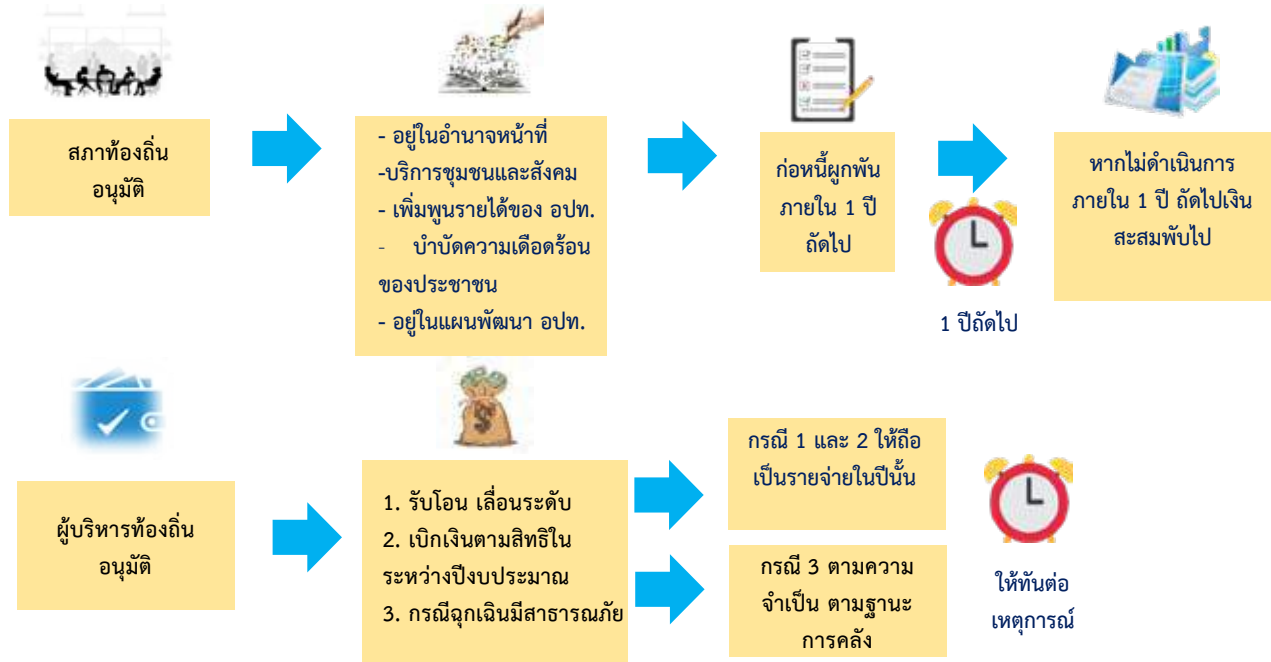 สภาท้องถิ่น
อนุมัติ
- อยู่ในอำนาจหน้าที่
-บริการชุมชนและสังคม
- เพิ่มพูนรายได้ของ อปท.
- บำบัดความเดือดร้อน
ของประชาชน
- อยู่ในแผนพัฒนา อปท.
ก่อหนี้ผูกพัน
ภายใน 1 ปี
ถัดไป
1 ปีถัดไป
หากไม่ดำเนินการ
ภายใน 1 ปี ถัดไปเงิน
สะสมพับไป
ผู้บริหารท้องถิ่น
อนุมัติ
1. รับโอน เลื่อนระดับ
2. เบิกเงินตามสิทธิใน
ระหว่างปีงบประมาณ
3. กรณีฉุกเฉินมีสาธารณภัย
กรณี 1 และ 2 ให้ถือ
เป็นรายจ่ายในปีนั้น
กรณี 3 ตามความ
จำเป็น ตามฐานะ
การคลัง
ให้ทันต่อ
เหตุการณ์